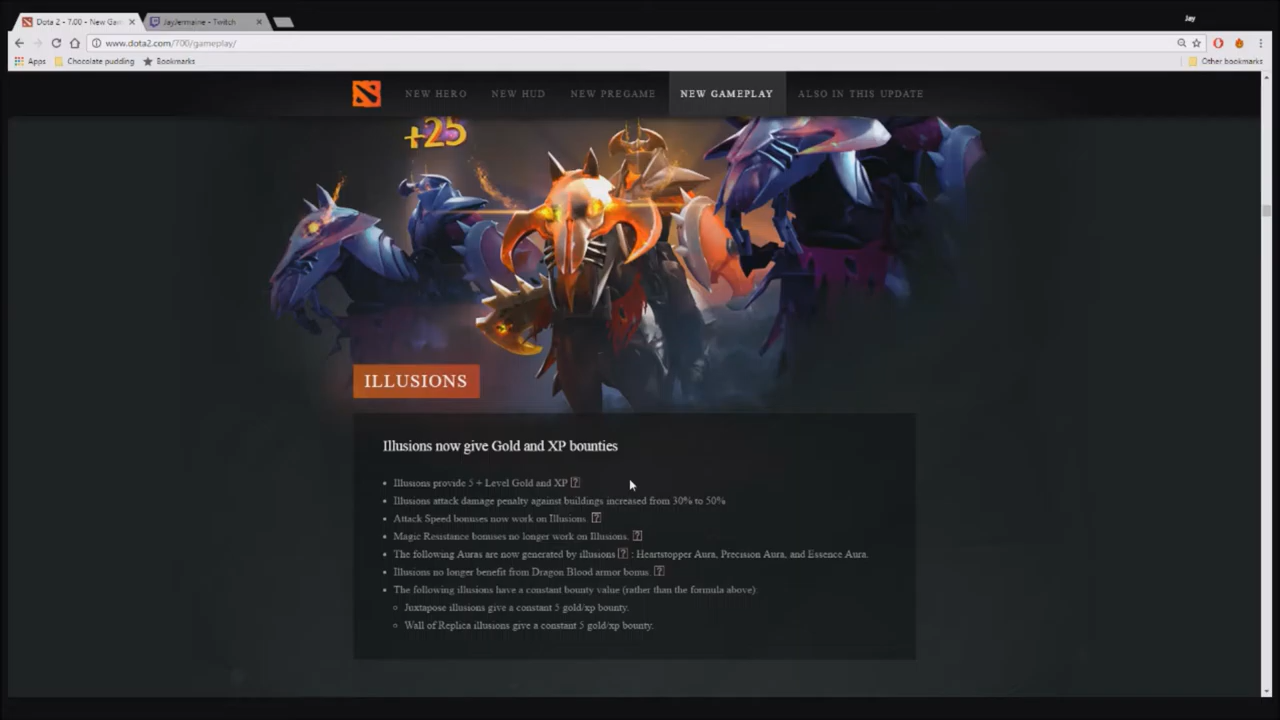 Dota 2 - 7.00 - New Gam
JayJermaine - Twitch
Jay
www.dota2.com/700/gameplay/
Apps
Chocolate pudding
Bookmarks
Other bookmarks
NEW HERO
NEW HUD
NEW PREGAME
NEW GAMEPLAY
ALSO IN THIS UPDATE
+25
ILLUSIONS
Illusions now give Gold and XP bounties
• Illusions provide 5 + Level Gold and XP
• Illusions attack damage penalty against buildings increased from 30% to 50%
• Attack Speed bonuses now work on Illusions.
• Magic Resistance bonuses no longer work on Illusions.
• The following Auras are now generated by illusions : Heartstopper Aura, Precision Aura, and Essence Aura.
• Illusions no longer benefit from Dragon Blood armor bonus.
• The following illusions have a constant bounty value (rather than the formula above):
Juxtapose illusions give a constant 5 gold/xp bounty.
Wall of Replica illusions give a constant 5 gold/xp bounty.